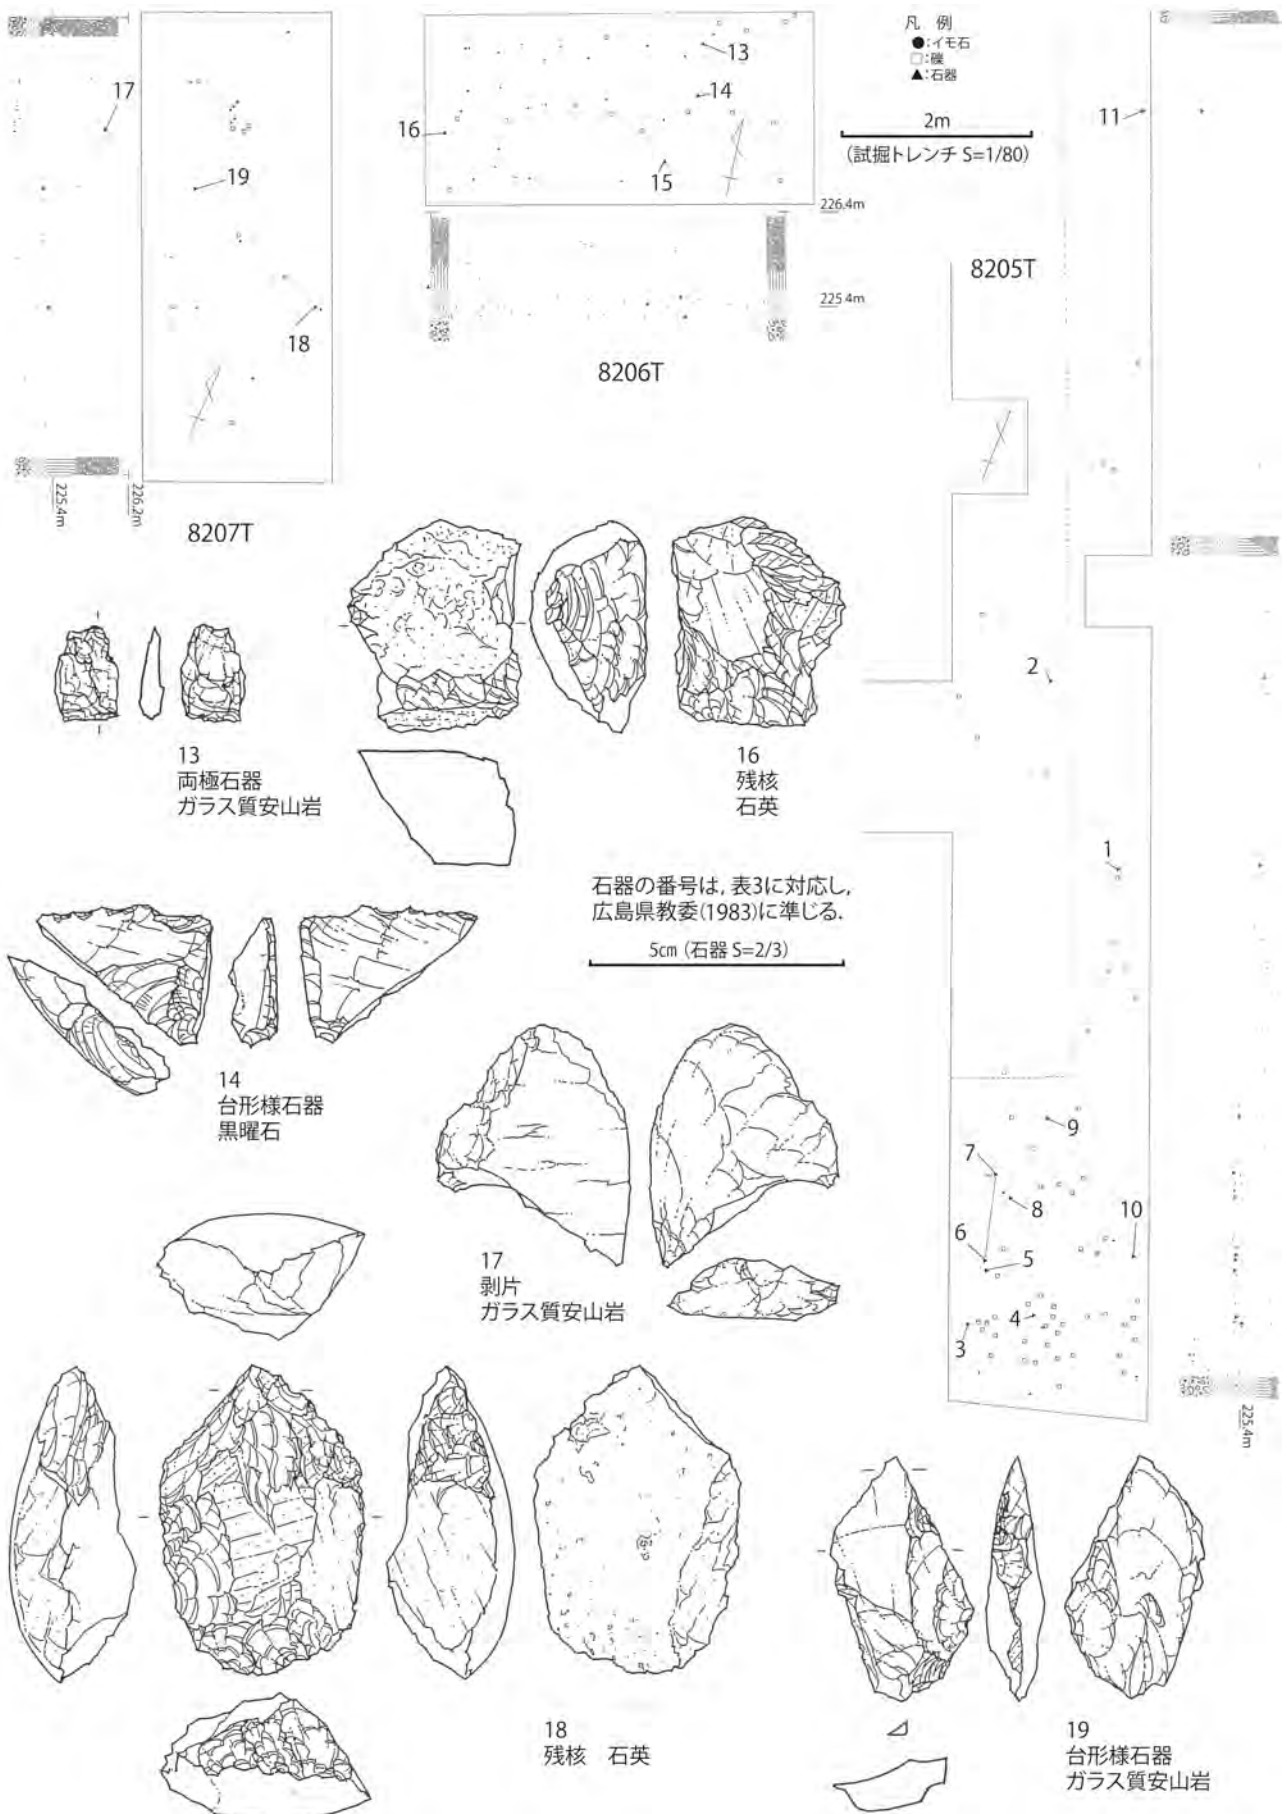 凡 例
●:イモ石
□:礫
▲:石器
2m
(試掘トレンチ S=1/80)
17
19
18
225.4m
226.2m
8207T
13
14
16
15
226.4m
225.4m
8206T
8205T
11
2
1
9
7
8
10
6
5
4
3
225.4m
13
両極石器
ガラス質安山岩
16
残核
石英
石器の番号は, 表3に対応し,
広島県教委(1983)に準じる.
5㎝ (石器 S=2/3)
14
台形様石器
黒曜石
17
剥片
ガラス質安山岩
18
残核 石英
19
台形様石器
ガラス質安山岩